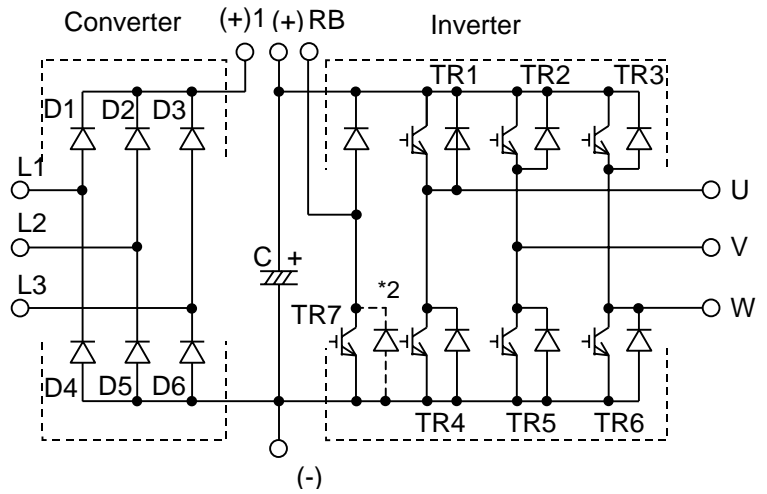 Converter
(+)1
(+)
RB
Inverter
TR1
TR2
TR3
D1
D2
D3
L1
U
L2
V
C
+
L3
*2
W
TR7
D4
D5
D6
TR4
TR5
TR6
(-)